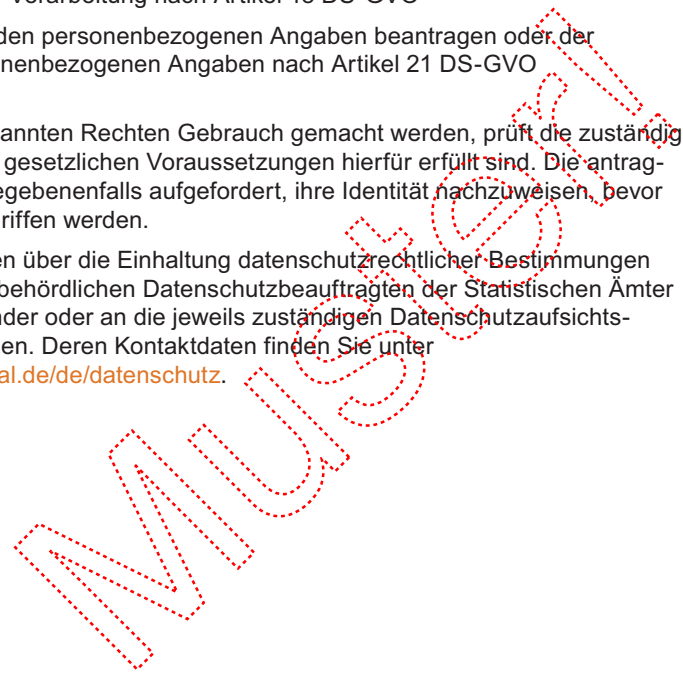 Verarbeitung nach Artikel 18 DS-GVO
den personenbezogenen Angaben beantragen oder der
nenbezogenen Angaben nach Artikel 21 DS-GVO
annten Rechten Gebrauch gemacht werden, prüft die zuständig
gesetzlichen Voraussetzungen hierfür erfüllt sind. Die antrag-
egebenenfalls aufgefordert, ihre Identität nachzuweisen, bevor
riffen werden.
en über die Einhaltung datenschutzrechtlicher Bestimmungen
behördlichen Datenschutzbeauftragten der Statistischen Ämter
nder oder an die jeweils zuständigen Datenschutzaufsichts-
en. Deren Kontaktdaten finden Sie unter
al.de/de/datenschutz.
Muster!